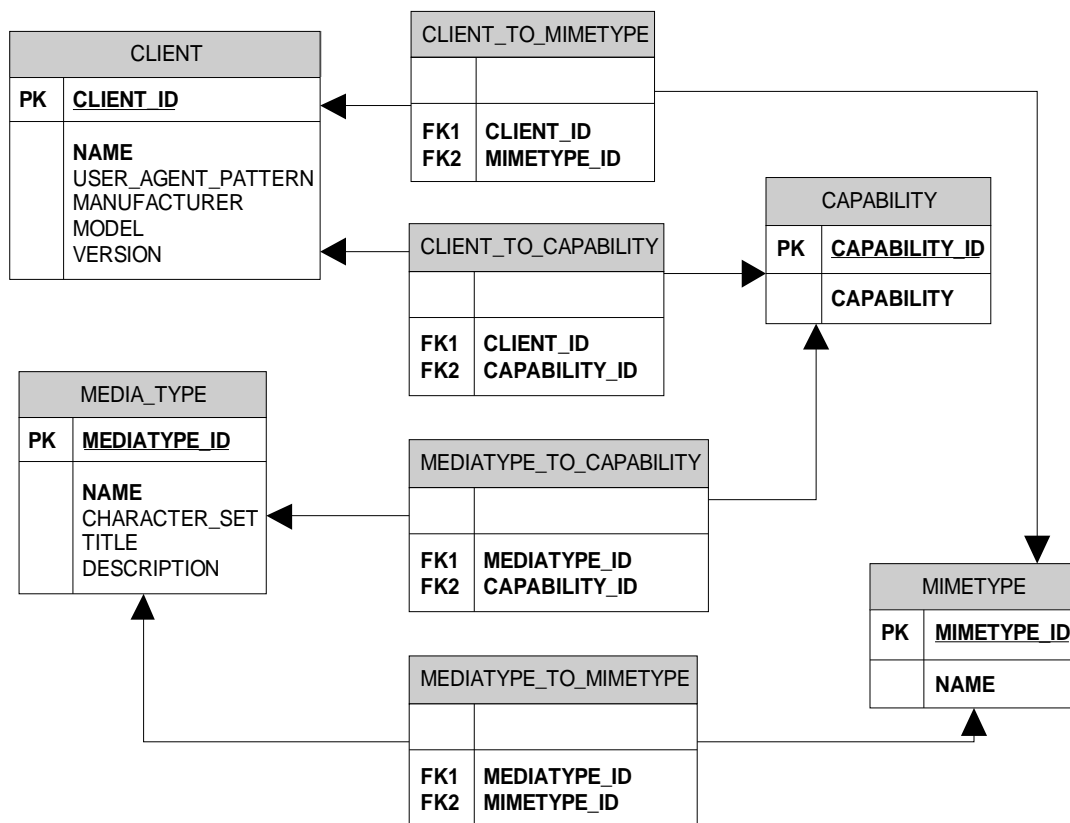 CLIENT
PK CLIENT_ID
NAME
USER_AGENT_PATTERN
MANUFACTURER
MODEL
VERSION
CLIENT_TO_MIMETYPE
FK1 CLIENT_ID
FK2 MIMETYPE_ID
CLIENT_TO_CAPABILITY
FK1 CLIENT_ID
FK2 CAPABILITY_ID
CAPABILITY
PK CAPABILITY_ID
CAPABILITY
MEDIA_TYPE
PK MEDIATYPE_ID
NAME
CHARACTER_SET
TITLE
DESCRIPTION
MEDIATYPE_TO_CAPABILITY
FK1 MEDIATYPE_ID
FK2 CAPABILITY_ID
MIMETYPE
PK MIMETYPE_ID
NAME
MEDIATYPE_TO_MIMETYPE
FK1 MEDIATYPE_ID
FK2 MIMETYPE_ID